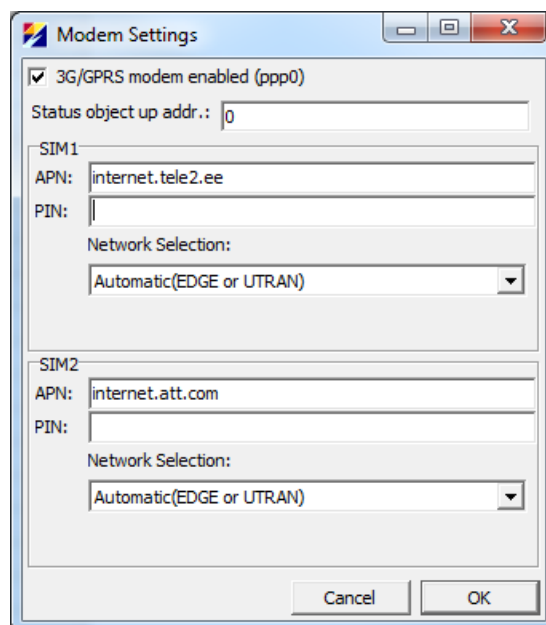 Modem Settings
3G/GPRS modem enabled (ppp0)
Status object up addr.: 0
SIM1
APN: internet.tele2.ee
PIN:
Network Selection:
Automatic(EDGE or UTRAN)
SIM2
APN: internet.att.com
PIN:
Network Selection:
Automatic(EDGE or UTRAN)
Cancel OK